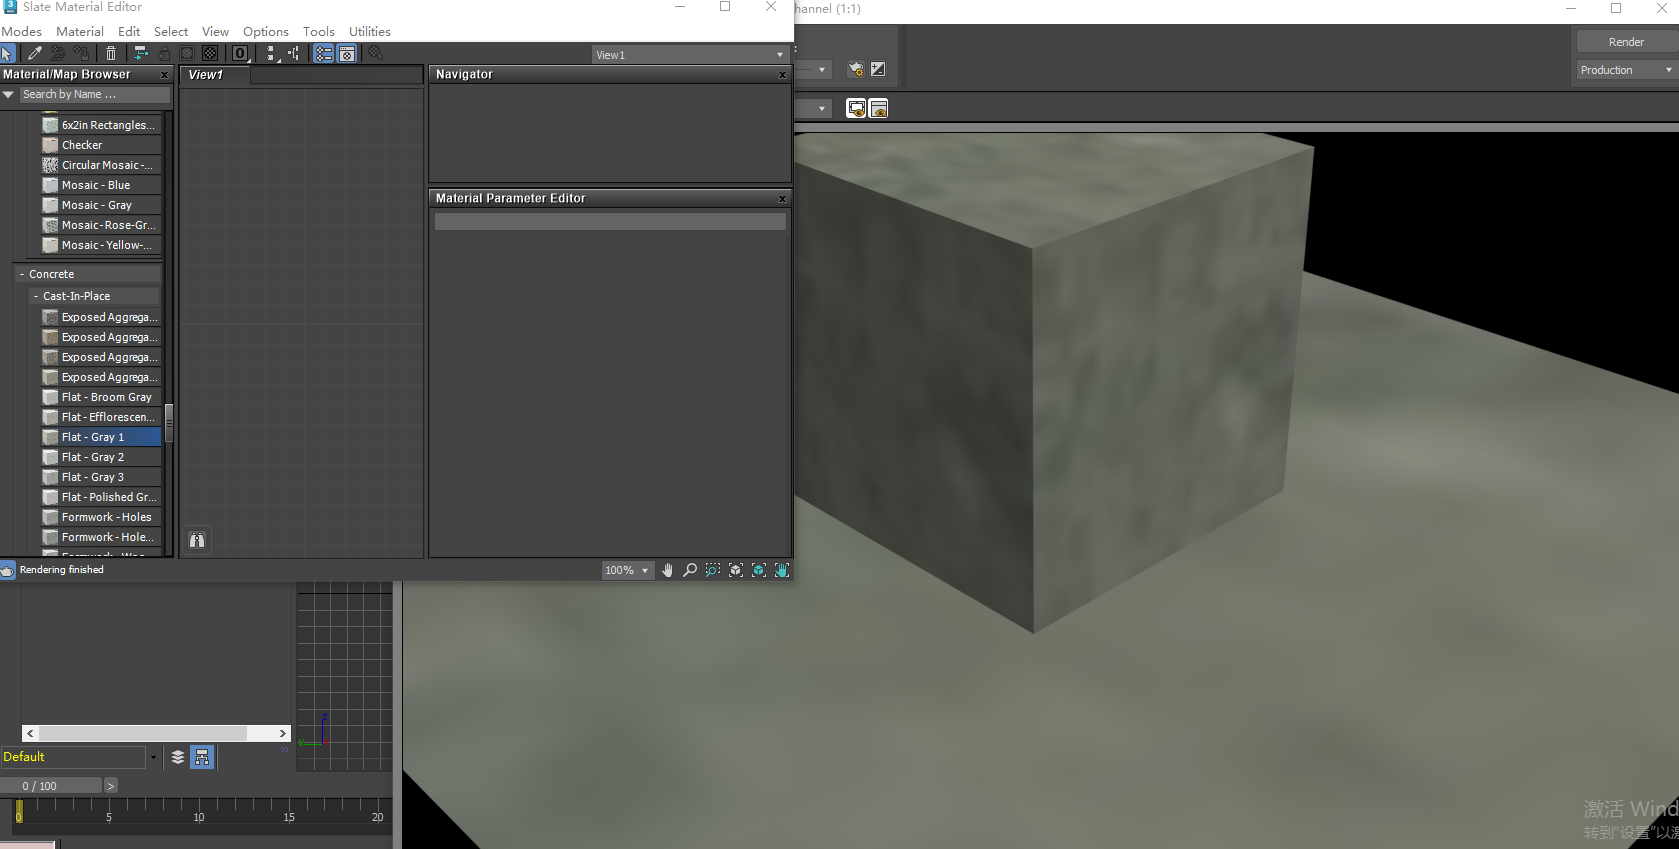 Slate Material Editor
hannel (1:1)
Modes Material Edit Select View Options Tools Utilities
View1
Render
Production
Material/Map Browser
View1
Navigator
Search by Name ...
6x2in Rectangles...
Checker
Circular Mosaic -...
Mosaic - Blue
Mosaic - Gray
Mosaic-Rose-Gr...
Mosaic - Yellow-...
Material Parameter Editor
- Concrete
- Cast-In-Place
Exposed Aggrega...
Exposed Aggrega...
Exposed Aggrega...
Exposed Aggrega...
Flat - Broom Gray
Flat - Efflorescen...
Flat - Gray 1
Flat - Gray 2
Flat - Gray 3
Flat - Polished Gr...
Formwork - Holes
Formwork - Hole...
Rendering finished
100%
Default
0 / 100
0 5 10 15 20
激活 Wind
转到"设置"以激